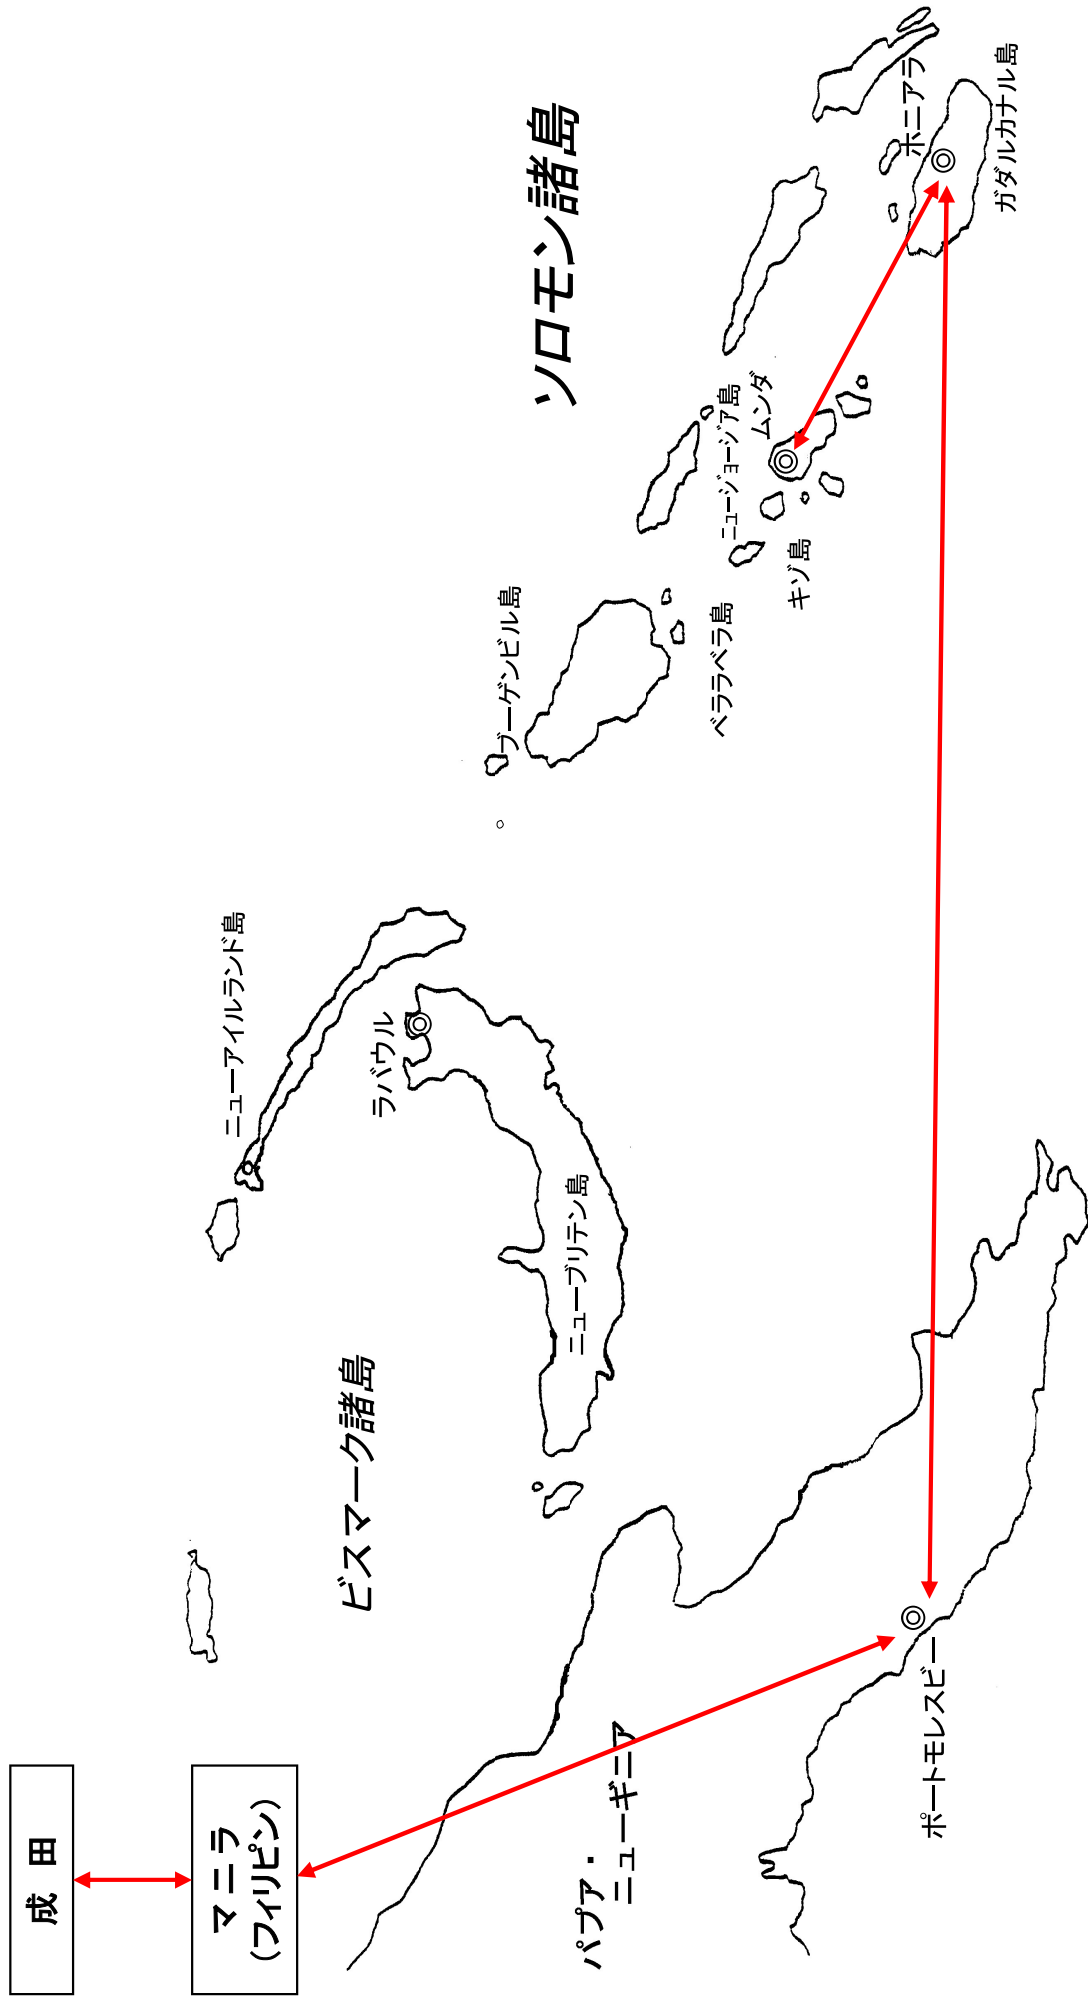 成　田
マニラ
（フィリピン）
ビスマーク諸島
ニューアイルランド島
ラバウル
ニューブリテン島
パプア・
ニューギニア
ポートモレスビー
ソロモン諸島
ブーゲンビル島
ベララベラ島
ニュージョージア島
ムンダ
キゾ島
ホニアラ
ガダルカナル島